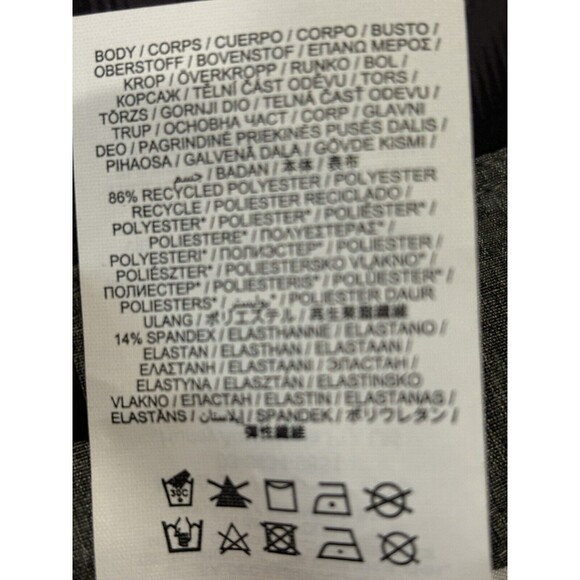 BODY / CORPS / CUERPO / CORPO / BUSTO /
OBERSTOFF / BOVENSTOF / ΕΠΑΝΩ ΜΕΡΟΣ /
KROP / ÖVERKROPP / RUNKO / BOL /
КОРСАЖ / TĚLNÍ ČÁST ODĚVU / TORS /
TÖRZS / GORNJI DIO / TELNÁ ČASŤ ODEVU /
TRUP / ОСНОВНА ЧАСТ / CORP / GLAVNI
DEO / PAGRINDINĖ PRIEKINĖS PUSĖS DALIS /
PIHAOSA / GALVENĀ DAĻA / GÖVDE KISMI /
جسم / BADAN / 本体 / 表布
86% RECYCLED POLYESTER / POLYESTER
RECYCLE / POLIESTER RECICLADO /
POLYESTER* / POLIESTER* / POLIÉSTER* /
POLIESTERE* / ΠΟΛΥΕΣΤΕΡΑΣ* /
POLYESTERI* / ПОЛИЭСТЕР* / POLIESTER /
POLIÉSZTER* / POLIESTERSKO VLAKNO* /
ПОЛИЕСТЕР* / POLIESTERIS* / POLÜESTER* /
POLIESTERS* / بوليستر* / POLIESTER DAUR
ULANG / ポリエステル / 再生聚酯纖維
14% SPANDEX / ELASTHANNE / ELASTANO /
ELASTAN / ELASTHAN / ELASTAAN /
ΕΛΑΣΤΑΝΗ / ELASTAANI / ЭЛАСТАН /
ELASTYNA / ELASZTÁN / ELASTINSKO
VLAKNO / ЕЛАСТАН / ELASTIN / ELASTANAS /
ELASTĀNS / إيلاستان / SPANDEK / ポリウレタン /
弾性纖維
30C